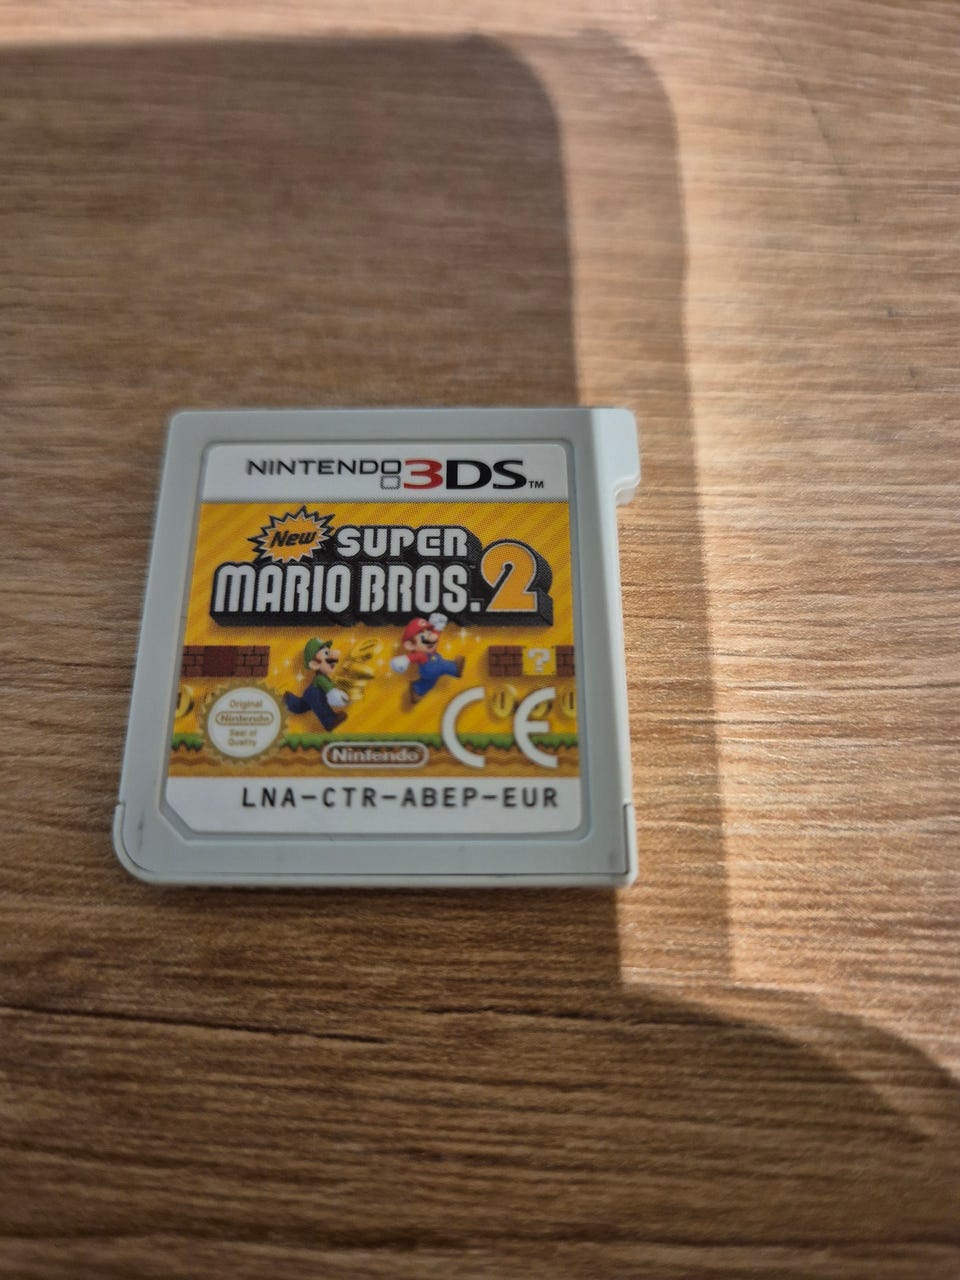 NINTENDO 3DS™
New SUPER
MARIO BROS. 2
?
Original
Nintendo
Seal of
Quality
Nintendo
CE
LNA-CTR-ABEP-EUR